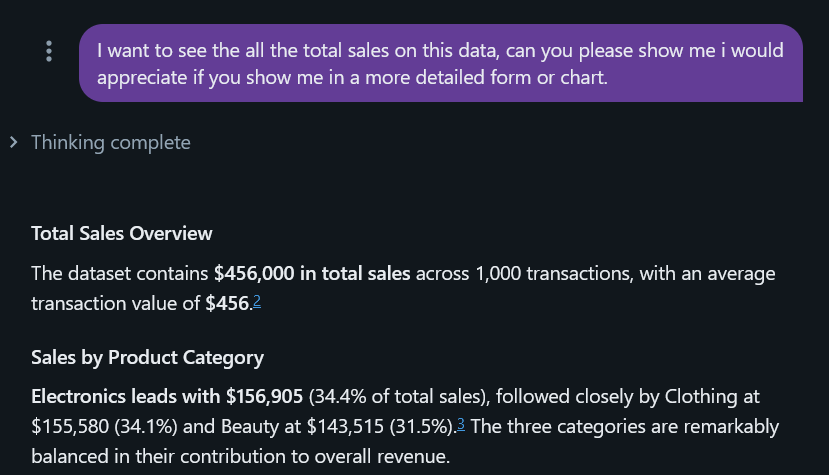 I want to see the all the total sales on this data, can you please show me i would
appreciate if you show me in a more detailed form or chart.
Thinking complete
Total Sales Overview
The dataset contains $456,000 in total sales across 1,000 transactions, with an average
transaction value of $456.2
Sales by Product Category
Electronics leads with $156,905 (34.4% of total sales), followed closely by Clothing at
$155,580 (34.1%) and Beauty at $143,515 (31.5%).3 The three categories are remarkably
balanced in their contribution to overall revenue.